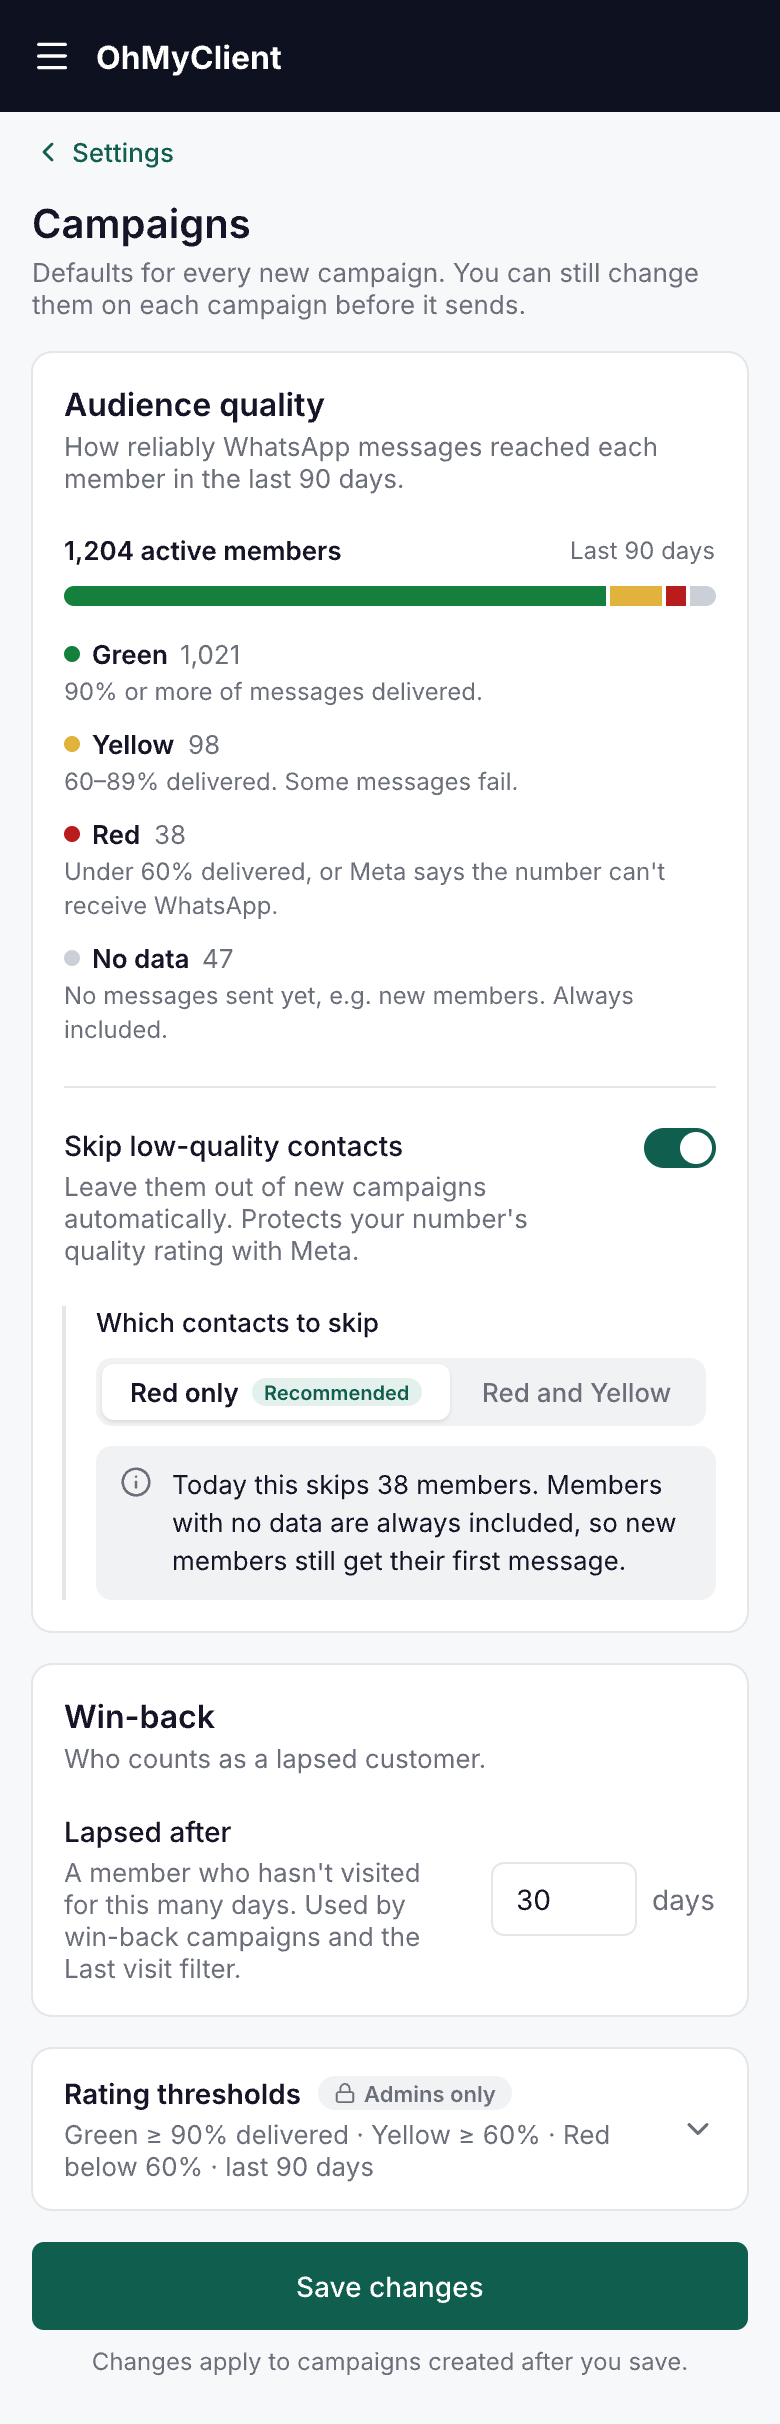 OhMyClient
Settings
Campaigns
Defaults for every new campaign. You can still change
them on each campaign before it sends.
Audience quality
How reliably WhatsApp messages reached each
member in the last 90 days.
1,204 active members Last 90 days
Green 1,021
90% or more of messages delivered.
Yellow 98
60–89% delivered. Some messages fail.
Red 38
Under 60% delivered, or Meta says the number can't
receive WhatsApp.
No data 47
No messages sent yet, e.g. new members. Always
included.
Skip low-quality contacts
Leave them out of new campaigns
automatically. Protects your number's
quality rating with Meta.
Which contacts to skip
Red only Recommended Red and Yellow
Today this skips 38 members. Members
with no data are always included, so new
members still get their first message.
Win-back
Who counts as a lapsed customer.
Lapsed after
A member who hasn't visited
for this many days. Used by
win-back campaigns and the
Last visit filter.
30 days
Rating thresholds Admins only
Green ≥ 90% delivered · Yellow ≥ 60% · Red
below 60% · last 90 days
Save changes
Changes apply to campaigns created after you save.